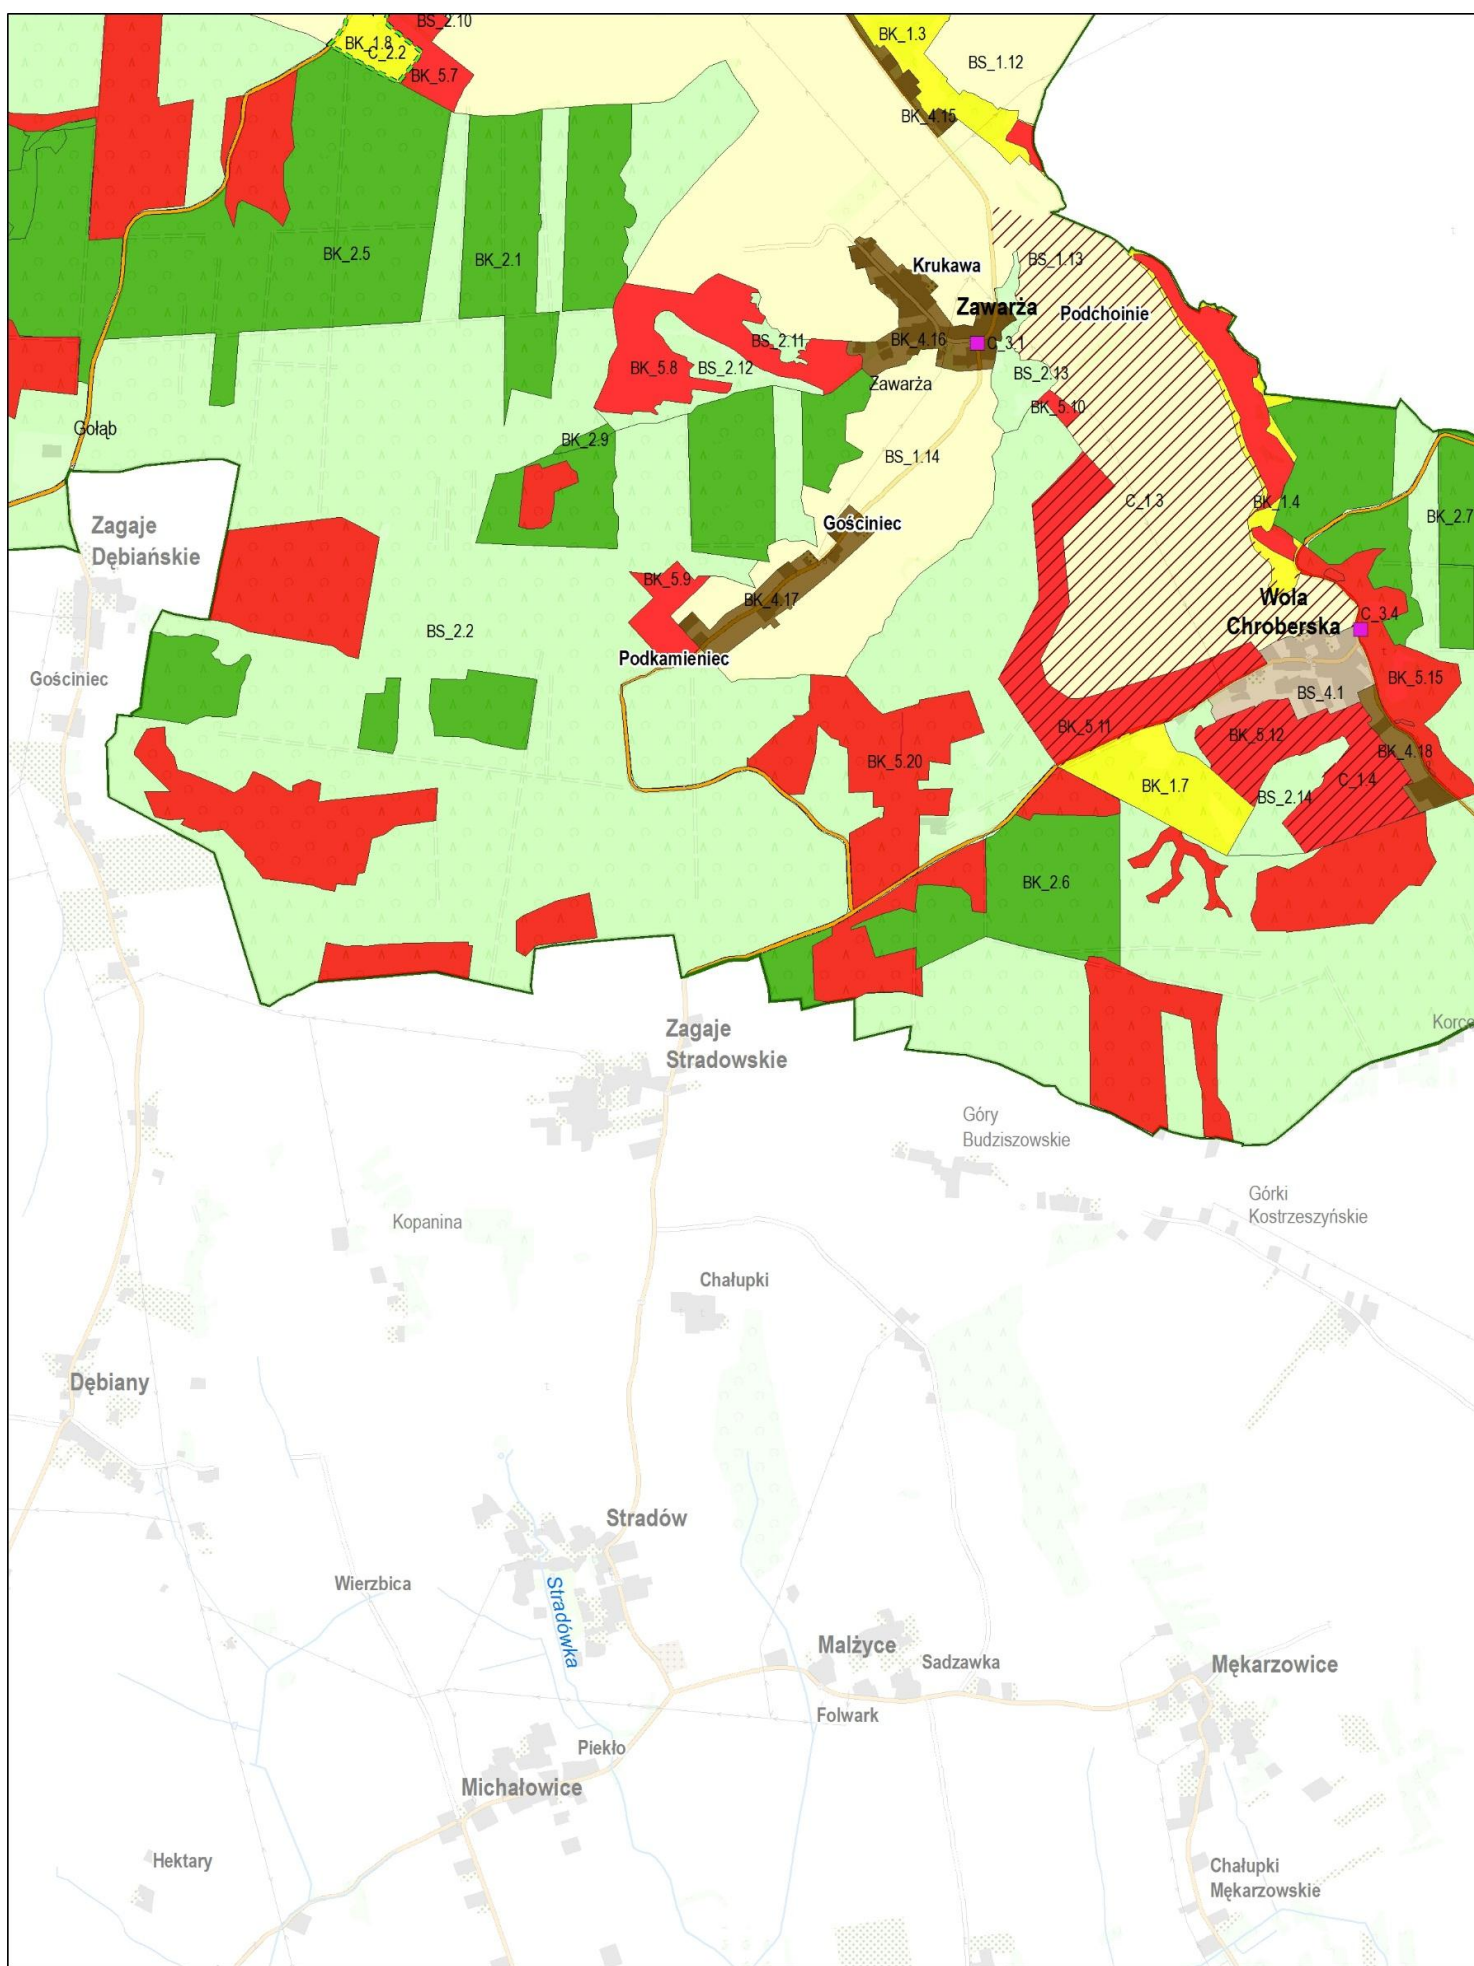 BS_2.10
BK_1.8
C_2.2
BK_5.7
BK_1.3
BS_1.12
BK_4.15
BK_2.5
BK_2.1
Krukawa
BS_1.13
Zawarża
Podchoinie
BK_4.16
C_3.1
BS_2.11
BK_5.8
BS_2.12
BS_2.13
Zawarża
BK_5.10
Gołąb
BK_2.9
BS_1.14
C_1.3
BK_1.4
BK_2.7
Zagaje
Dębiańskie
Gościniec
BK_5.9
BK_4.17
Wola
Chroberska
C_3.4
BS_2.2
Podkamieniec
Gościniec
BK_5.15
BS_4.1
BK_5.11
BK_5.12
BK_4.18
BK_5.20
BK_1.7
BS_2.14
C_1.4
BK_2.6
Zagaje
Stradowskie
Korce
Góry
Budziszowskie
Górki
Kostrzeszyńskie
Kopanina
Chałupki
Dębiany
Stradów
Wierzbica
Stradówka
Malżyce
Sadzawka
Mękarzowice
Folwark
Piekło
Michałowice
Hektary
Chałupki
Mękarzowskie